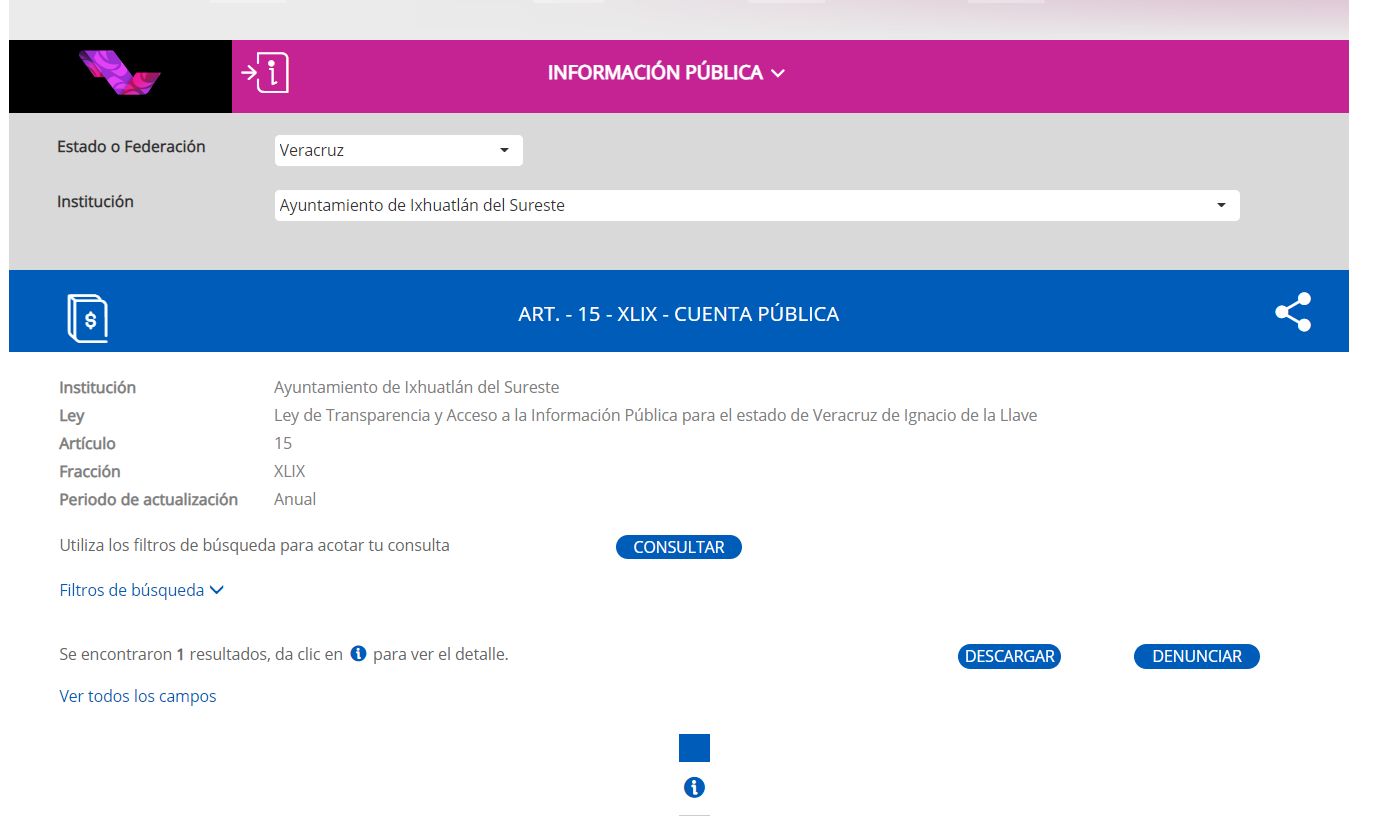 INFORMACIÓN PÚBLICA
Estado o Federación
Veracruz
Institución
Ayuntamiento de Ixhuatlán del Sureste
ART. - 15 - XLIX - CUENTA PÚBLICA
Institución Ayuntamiento de Ixhuatlán del Sureste
Ley Ley de Transparencia y Acceso a la Información Pública para el estado de Veracruz de Ignacio de la Llave
Artículo 15
Fracción XLIX
Periodo de actualización Anual
Utiliza los filtros de búsqueda para acotar tu consulta CONSULTAR
Filtros de búsqueda
Se encontraron 1 resultados, da clic en i para ver el detalle. DESCARGAR DENUNCIAR
Ver todos los campos